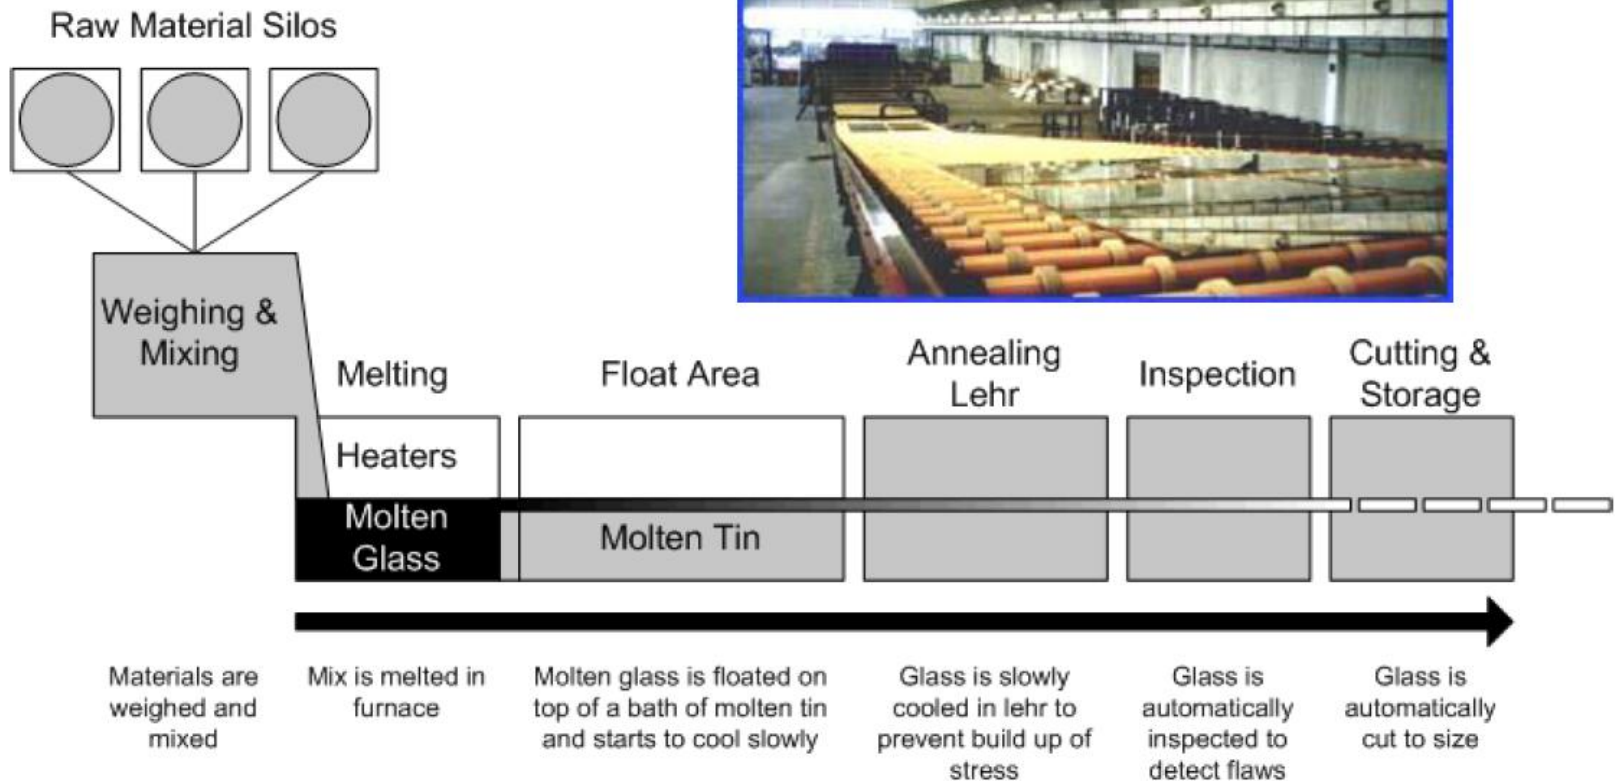 Raw Material Silos
Weighing &
Mixing
Melting
Heaters
Molten
Glass
Float Area
Molten Tin
Annealing
Lehr
Inspection
Cutting &
Storage
Materials are
weighed and
mixed
Mix is melted in
furnace
Molten glass is floated on
top of a bath of molten tin
and starts to cool slowly
Glass is slowly
cooled in lehr to
prevent build up of
stress
Glass is
automatically
inspected to
detect flaws
Glass is
automatically
cut to size